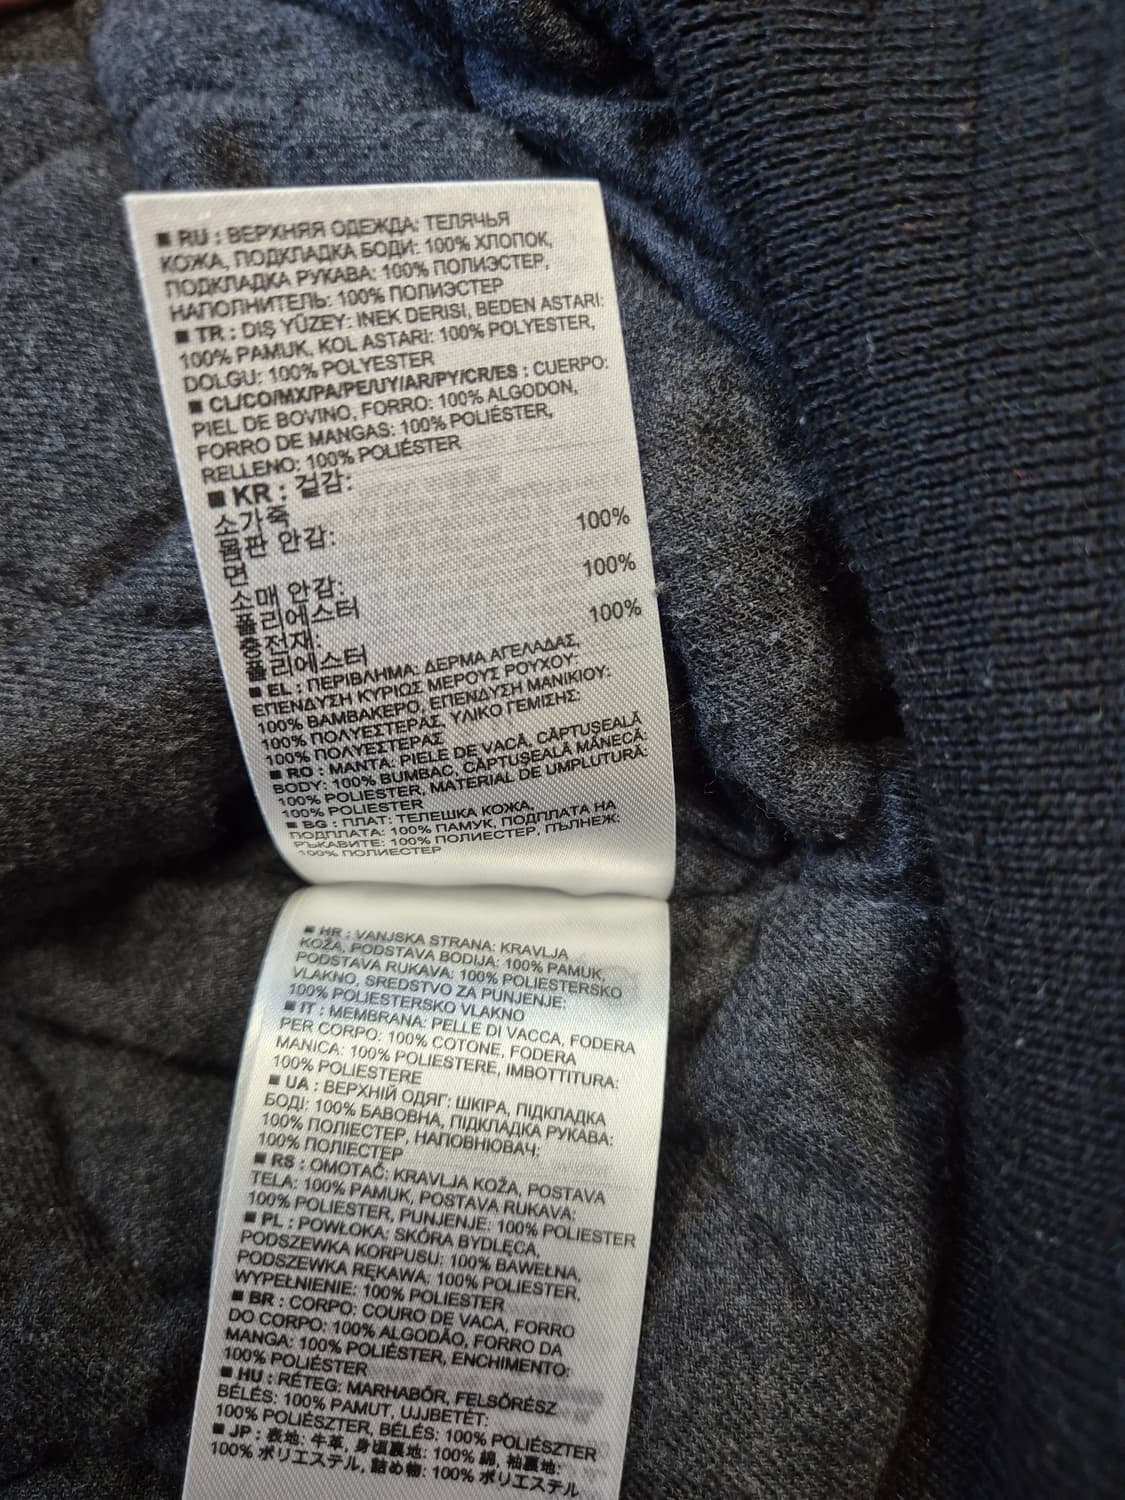 ■ RU : ВЕРХНЯЯ ОДЕЖДА: ТЕЛЯЧЬЯ
КОЖА, ПОДКЛАДКА БОДИ: 100% ХЛОПОК,
ПОДКЛАДКА РУКАВА: 100% ПОЛИЭСТЕР,
НАПОЛНИТЕЛЬ: 100% ПОЛИЭСТЕР
■ TR : DIŞ YÜZEY: INEK DERISI, BEDEN ASTARI:
100% PAMUK, KOL ASTARI: 100% POLYESTER,
DOLGU: 100% POLYESTER
■ CL/CO/MX/PA/PE/UY/AR/PY/CR/ES : CUERPO:
PIEL DE BOVINO, FORRO: 100% ALGODON,
FORRO DE MANGAS: 100% POLIÉSTER,
RELLENO: 100% POLIÉSTER
■ KR : 겉감:
소가죽
몸판 안감: 100%
면
소매 안감: 100%
폴리에스터
충전재: 100%
폴리에스터
■ EL : ΠΕΡΙΒΛΗΜΑ: ΔΕΡΜΑ ΑΓΕΛΑΔΑΣ,
ΕΠΕΝΔΥΣΗ ΚΥΡΙΟΣ ΜΕΡΟΥΣ ΡΟΥΧΟΥ:
100% ΒΑΜΒΑΚΕΡΟ, ΕΠΕΝΔΥΣΗ ΜΑΝΙΚΙΟΥ:
100% ΠΟΛΥΕΣΤΕΡΑΣ, ΥΛΙΚΟ ΓΕΜΙΣΗΣ:
100% ΠΟΛΥΕΣΤΕΡΑΣ
■ RO : MANTA: PIELE DE VACĂ, CĂPTUȘEALĂ
BODY: 100% BUMBAC, CĂPTUȘEALĂ MÂNECĂ:
100% POLIESTER, MATERIAL DE UMPLUTURĂ:
100% POLIESTER
■ BG : ПЛАТ: ТЕЛЕШКА КОЖА,
ПОДПЛАТА: 100% ПАМУК, ПОДПЛАТА НА
РЪКАВИТЕ: 100% ПОЛИЕСТЕР, ПЪЛНЕЖ:
100% ПОЛИЕСТЕР
■ HR : VANJSKA STRANA: KRAVLJA
KOŽA, PODSTAVA BODIJA: 100% PAMUK,
PODSTAVA RUKAVA: 100% POLIESTERSKO
VLAKNO, SREDSTVO ZA PUNJENJE:
100% POLIESTERSKO VLAKNO
■ IT : MEMBRANA: PELLE DI VACCA, FODERA
PER CORPO: 100% COTONE, FODERA
MANICA: 100% POLIESTERE, IMBOTTITURA:
100% POLIESTERE
■ UA : ВЕРХНІЙ ОДЯГ: ШКІРА, ПІДКЛАДКА
БОДІ: 100% БАВОВНА, ПІДКЛАДКА РУКАВА:
100% ПОЛІЕСТЕР, НАПОВНЮВАЧ:
100% ПОЛІЕСТЕР
■ RS : OMOTAČ: KRAVLJA KOŽA, POSTAVA
TELA: 100% PAMUK, POSTAVA RUKAVA:
100% POLIESTER, PUNJENJE: 100% POLIESTER
■ PL : POWŁOKA: SKÓRA BYDLĘCA,
PODSZEWKA KORPUSU: 100% BAWEŁNA,
PODSZEWKA RĘKAWA: 100% POLIESTER,
WYPEŁNIENIE: 100% POLIESTER
■ BR : CORPO: COURO DE VACA, FORRO
DO CORPO: 100% ALGODÃO, FORRO DA
MANGA: 100% POLIÉSTER, ENCHIMENTO:
100% POLIÉSTER
■ HU : RÉTEG: MARHABŐR, FELSŐRÉSZ
BÉLÉS: 100% PAMUT, UJJBETÉT:
100% POLIÉSZTER, BÉLÉS: 100% POLIÉSZTER
■ JP : 表地: 牛革, 身頃裏地: 100% 綿, 袖裏地:
100% ポリエステル, 詰め物: 100% ポリエステル